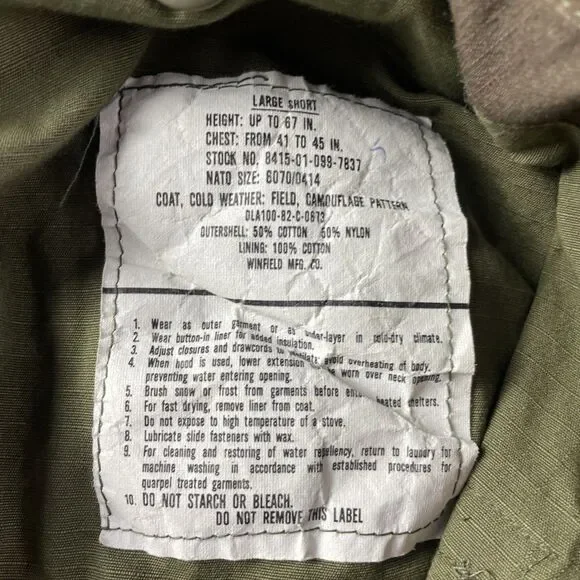 LARGE SHORT
HEIGHT: UP TO 67 IN.
CHEST: FROM 41 TO 45 IN.
STOCK NO. 8415-01-099-7837
NATO SIZE: 6070/0414
COAT, COLD WEATHER: FIELD, CAMOUFLAGE PATTERN
DLA100-82-C-0673
OUTERSHELL: 50% COTTON 50% NYLON
LINING: 100% COTTON
WINFIELD MFG. CO.
1. Wear as outer garment or as under-layer in cold-dry climate.
2. Wear button-in liner for added insulation.
3. Adjust closures and drawcords to ventilate avoid overheating of body.
4. When hood is used, lower extension worn over neck opening,
preventing water entering opening.
5. Brush snow or frost from garments before heated shelters.
6. For fast drying, remove liner from coat.
7. Do not expose to high temperature of a stove.
8. Lubricate slide fasteners with wax.
9. For cleaning and restoring of water repellency, return to laundry for
machine washing in accordance with established procedures for
quarpel treated garments.
10. DO NOT STARCH OR BLEACH.
DO NOT REMOVE THIS LABEL